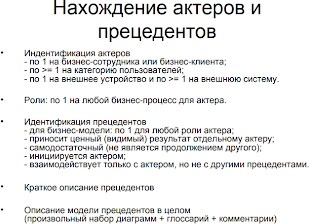 Нахождение актеров и
прецедентов
• Индентификация актеров
- по 1 на бизнес-сотрудника или бизнес-клиента;
- по >= 1 на категорию пользователей;
- по 1 на внешнее устройство и по >= 1 на внешнюю систему.
• Роли: по 1 на любой бизнес-процесс для актера.
• Идентификация прецедентов
- для бизнес-модели: по 1 для любой роли актера;
- приносит ценный (видимый) результат отдельному актеру;
- самодостаточный (не является продолжением другого);
- инициируется актером;
- взаимодействует только с актером, но не с другими прецедентами.
• Краткое описание прецедентов
• Описание модели прецедентов в целом
(произвольный набор диаграмм + глоссарий + комментарии)